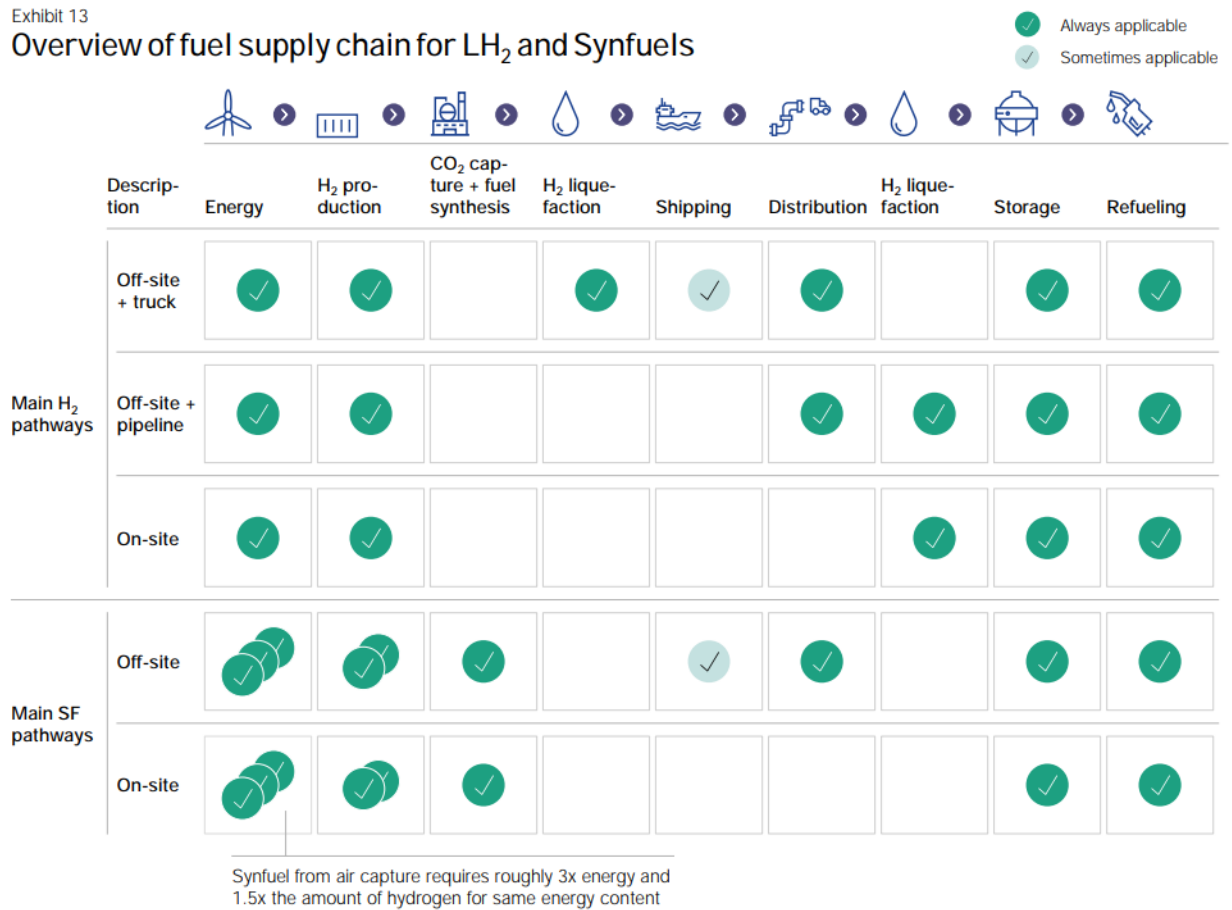 Exhibit 13
Overview of fuel supply chain for LH₂ and Synfuels
Always applicable
Sometimes applicable
Descrip-
tion
Energy
H₂ pro-
duction
CO₂ cap-
ture + fuel
synthesis
H₂ lique-
faction
Shipping
Distribution
H₂ lique-
faction
Storage
Refueling
Main H₂
pathways
Off-site
+ truck
Off-site +
pipeline
On-site
Main SF
pathways
Off-site
On-site
Synfuel from air capture requires roughly 3x energy and
1.5x the amount of hydrogen for same energy content